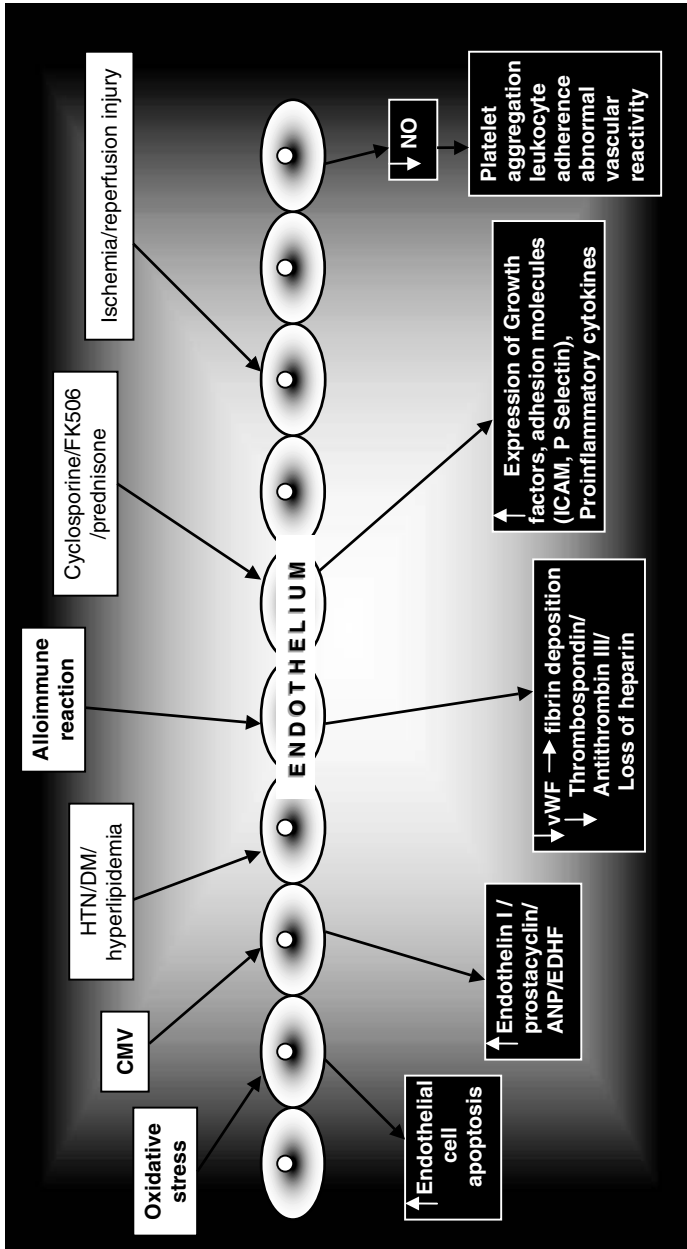 Oxidative
stress
CMV
HTN/DM/
hyperlipidemia
Alloimmune
reaction
Cyclosporine/FK506
/prednisone
Ischemia/reperfusion injury
ENDOTHELIUM
↑Endothelial
cell
apoptosis
↑Endothelin I /
prostacyclin/
ANP/EDHF
↓vWF → fibrin deposition
↓Thrombospondin/
Antithrombin III/
Loss of heparin
↑ Expression of Growth
factors, adhesion molecules
(ICAM, P Selectin),
Proinflammatory cytokines
↓ NO
Platelet
aggregation
leukocyte
adherence
abnormal
vascular
reactivity